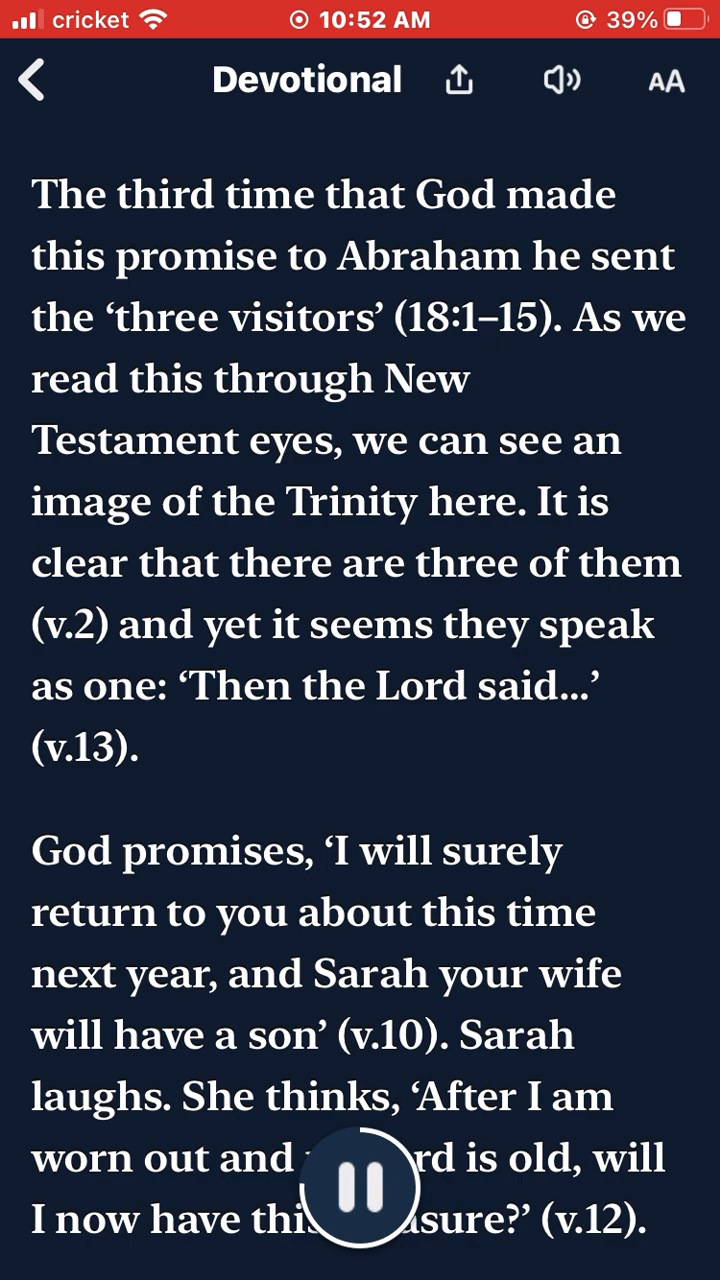 cricket 10:52 AM 39%
Devotional AA
The third time that God made
this promise to Abraham he sent
the ‘three visitors’ (18:1–15). As we
read this through New
Testament eyes, we can see an
image of the Trinity here. It is
clear that there are three of them
(v.2) and yet it seems they speak
as one: ‘Then the Lord said...’
(v.13).
God promises, ‘I will surely
return to you about this time
next year, and Sarah your wife
will have a son’ (v.10). Sarah
laughs. She thinks, ‘After I am
worn out and is old, will
I now have (v.12).